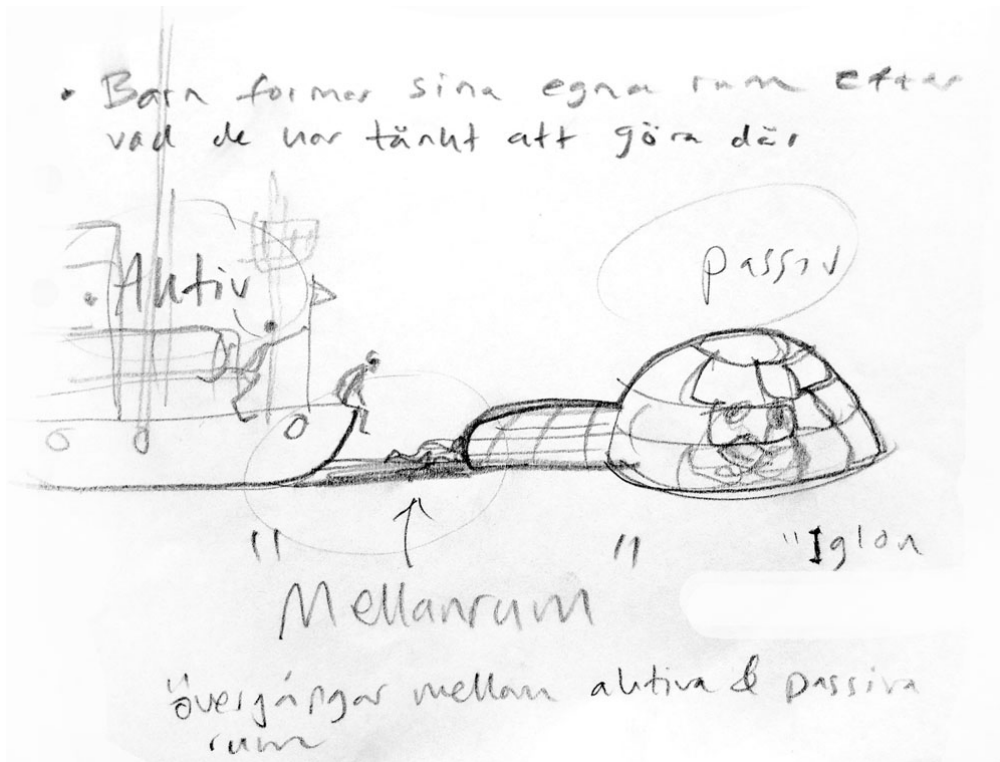 • Barn formar sina egna rum efter
vad de har tänkt att göra där
• Aktiv
passiv
"Iglon
" Mellanrum "
övergångar mellan aktiva & passiva
rum